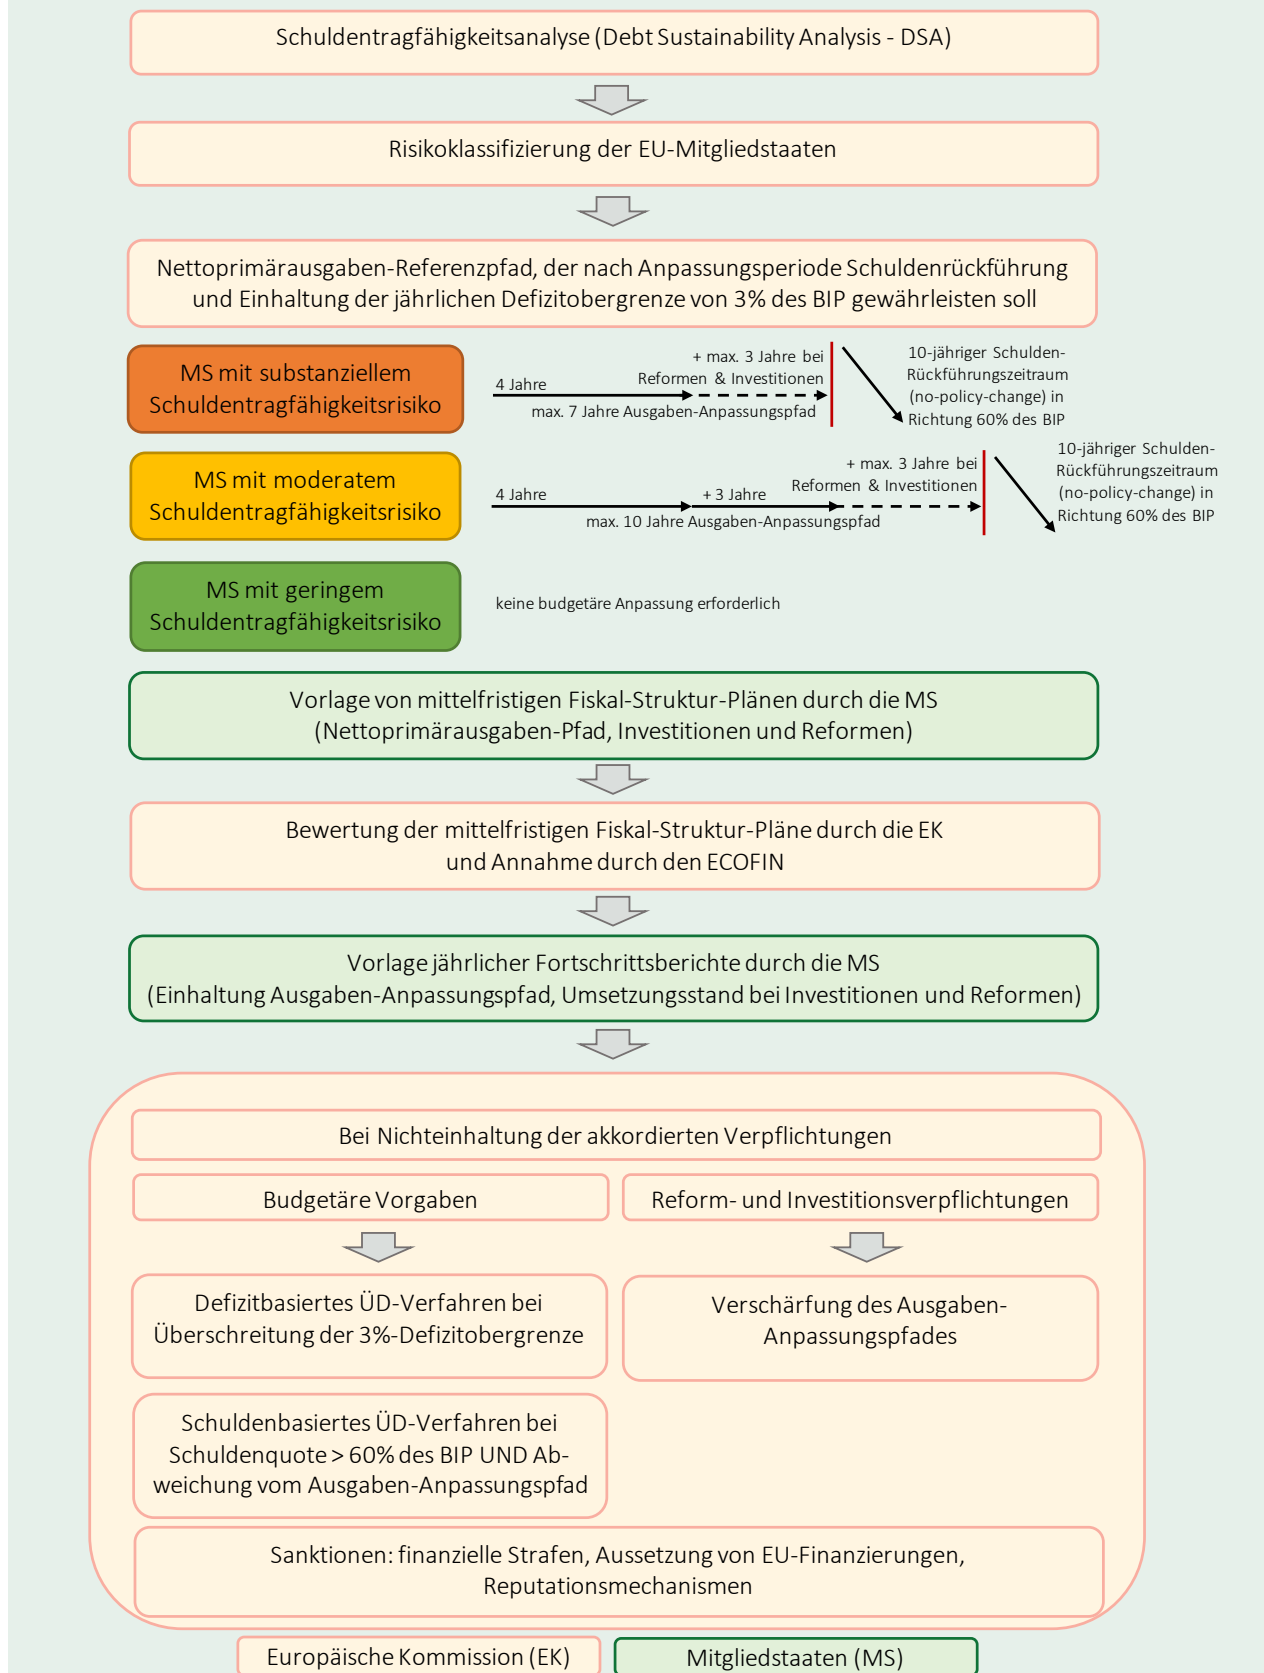 Schuldentragfähigkeitsanalyse (Debt Sustainability Analysis - DSA)
Risikoklassifizierung der EU-Mitgliedstaaten
Nettoprimärausgaben-Referenzpfad, der nach Anpassungsperiode Schuldenrückführung
und Einhaltung der jährlichen Defizitobergrenze von 3% des BIP gewährleisten soll
MS mit substanziellem
Schuldentragfähigkeitsrisiko
4 Jahre
+ max. 3 Jahre bei
Reformen & Investitionen
max. 7 Jahre Ausgaben-Anpassungspfad
10-jähriger Schulden-
Rückführungszeitraum
(no-policy-change) in
Richtung 60% des BIP
MS mit moderatem
Schuldentragfähigkeitsrisiko
4 Jahre
+ 3 Jahre
+ max. 3 Jahre bei
Reformen & Investitionen
max. 10 Jahre Ausgaben-Anpassungspfad
10-jähriger Schulden-
Rückführungszeitraum
(no-policy-change) in
Richtung 60% des BIP
MS mit geringem
Schuldentragfähigkeitsrisiko
keine budgetäre Anpassung erforderlich
Vorlage von mittelfristigen Fiskal-Struktur-Plänen durch die MS
(Nettoprimärausgaben-Pfad, Investitionen und Reformen)
Bewertung der mittelfristigen Fiskal-Struktur-Pläne durch die EK
und Annahme durch den ECOFIN
Vorlage jährlicher Fortschrittsberichte durch die MS
(Einhaltung Ausgaben-Anpassungspfad, Umsetzungsstand bei Investitionen und Reformen)
Bei Nichteinhaltung der akkordierten Verpflichtungen
Budgetäre Vorgaben
Reform- und Investitionsverpflichtungen
Defizitbasiertes ÜD-Verfahren bei
Überschreitung der 3%-Defizitobergrenze
Verschärfung des Ausgaben-
Anpassungspfades
Schuldenbasiertes ÜD-Verfahren bei
Schuldenquote > 60% des BIP UND Ab-
weichung vom Ausgaben-Anpassungspfad
Sanktionen: finanzielle Strafen, Aussetzung von EU-Finanzierungen,
Reputationsmechanismen
Europäische Kommission (EK)
Mitgliedstaaten (MS)